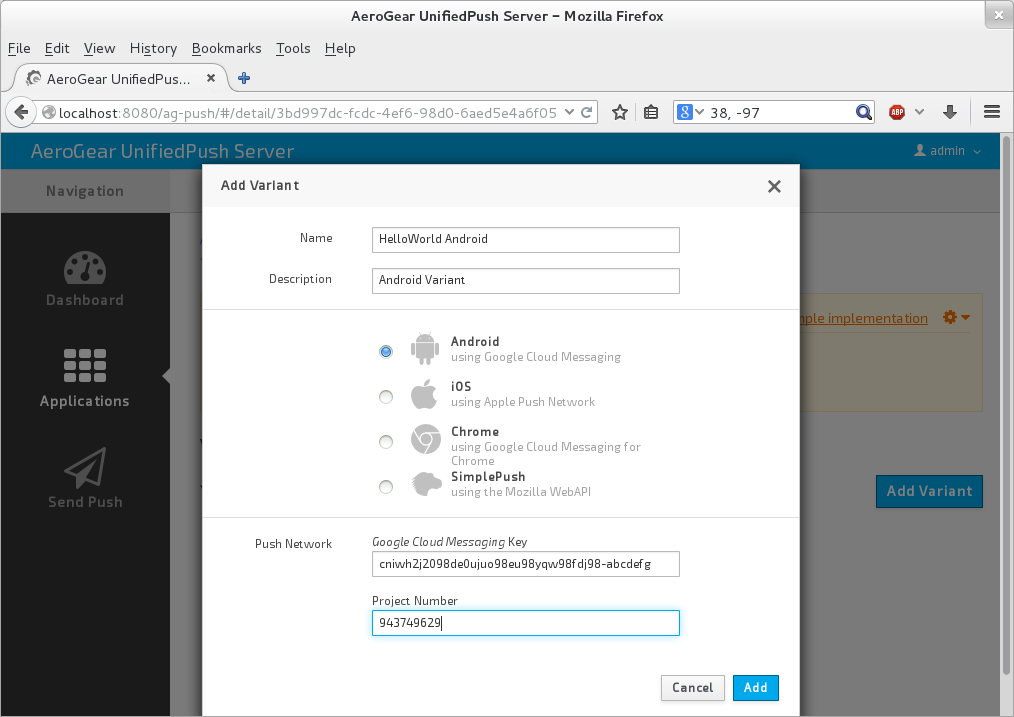 AeroGear UnifiedPush Server – Mozilla Firefox
File Edit View History Bookmarks Tools Help
AeroGear UnifiedPus...
localhost:8080/ag-push/#/detail/3bd997dc-fcdc-4ef6-98d0-6aed5e4a6f05
38, -97
ABP
AeroGear UnifiedPush Server
admin
Navigation
Dashboard
Applications
Send Push
Add Variant
Name
HelloWorld Android
Description
Android Variant
Android
using Google Cloud Messaging
iOS
using Apple Push Network
Chrome
using Google Cloud Messaging for
Chrome
SimplePush
using the Mozilla WebAPI
Push Network
Google Cloud Messaging Key
cniwh2j2098de0ujuo98eu98yqw98fdj98-abcdefg
Project Number
943749629
Cancel
Add
implementation
Add Variant